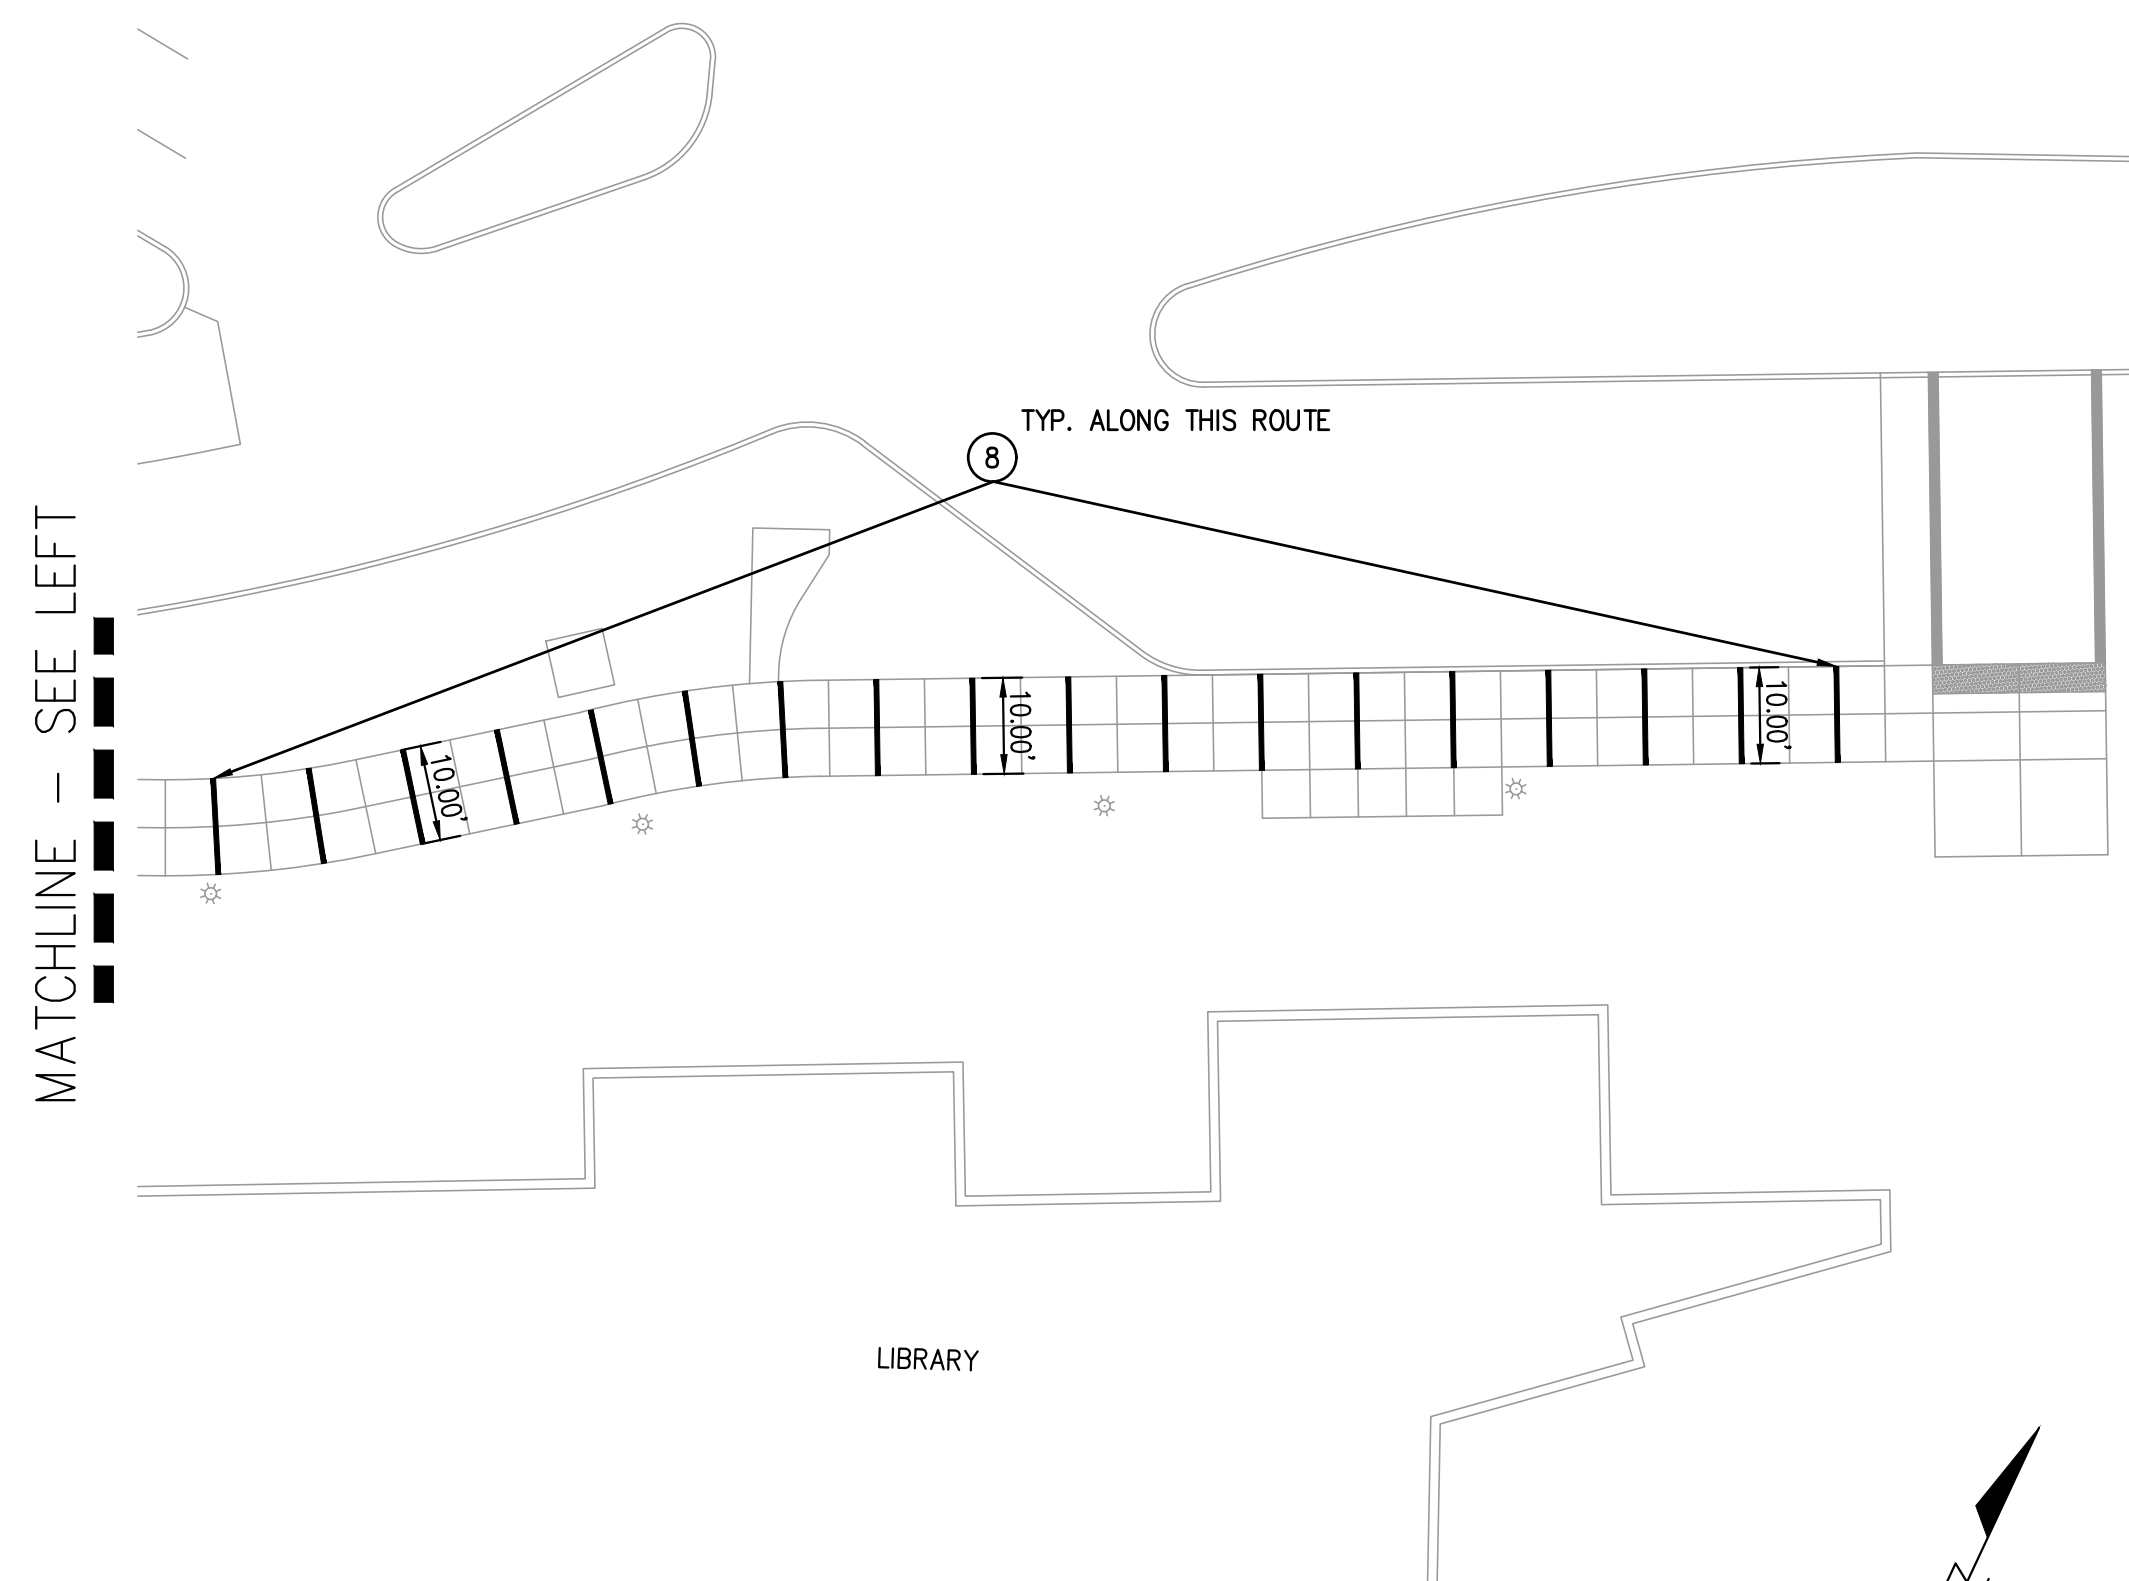 TYP. ALONG THIS ROUTE
8
MATCHLINE - SEE LEFT
10.00'
10.00'
10.00'
LIBRARY